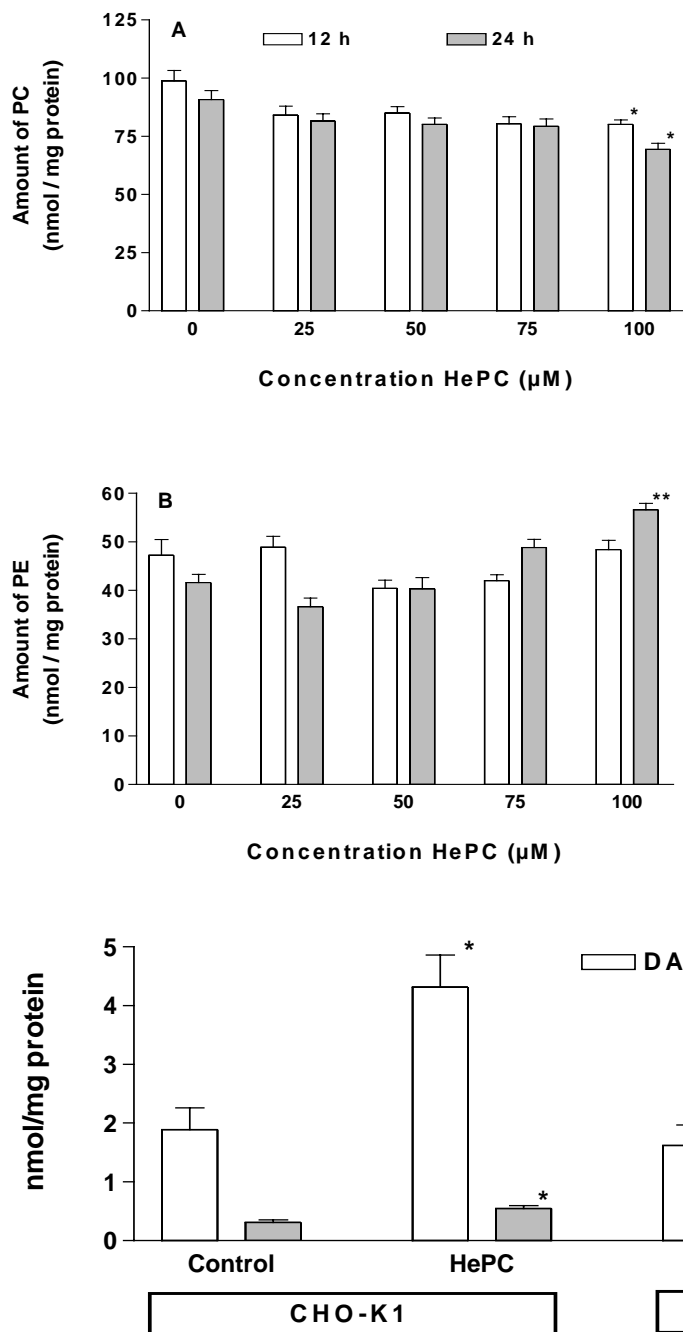 A
12 h 24 h
125
100
75
50
25
0
Amount of PC
(nmol / mg protein)
* *
0 25 50 75 100
Concentration HePC (µM)
B
60
50
40
30
20
10
0
Amount of PE
(nmol / mg protein)
**
0 25 50 75 100
Concentration HePC (µM)
5
4
3
2
1
0
nmol/mg protein
* DA
*
Control HePC
CHO-K1